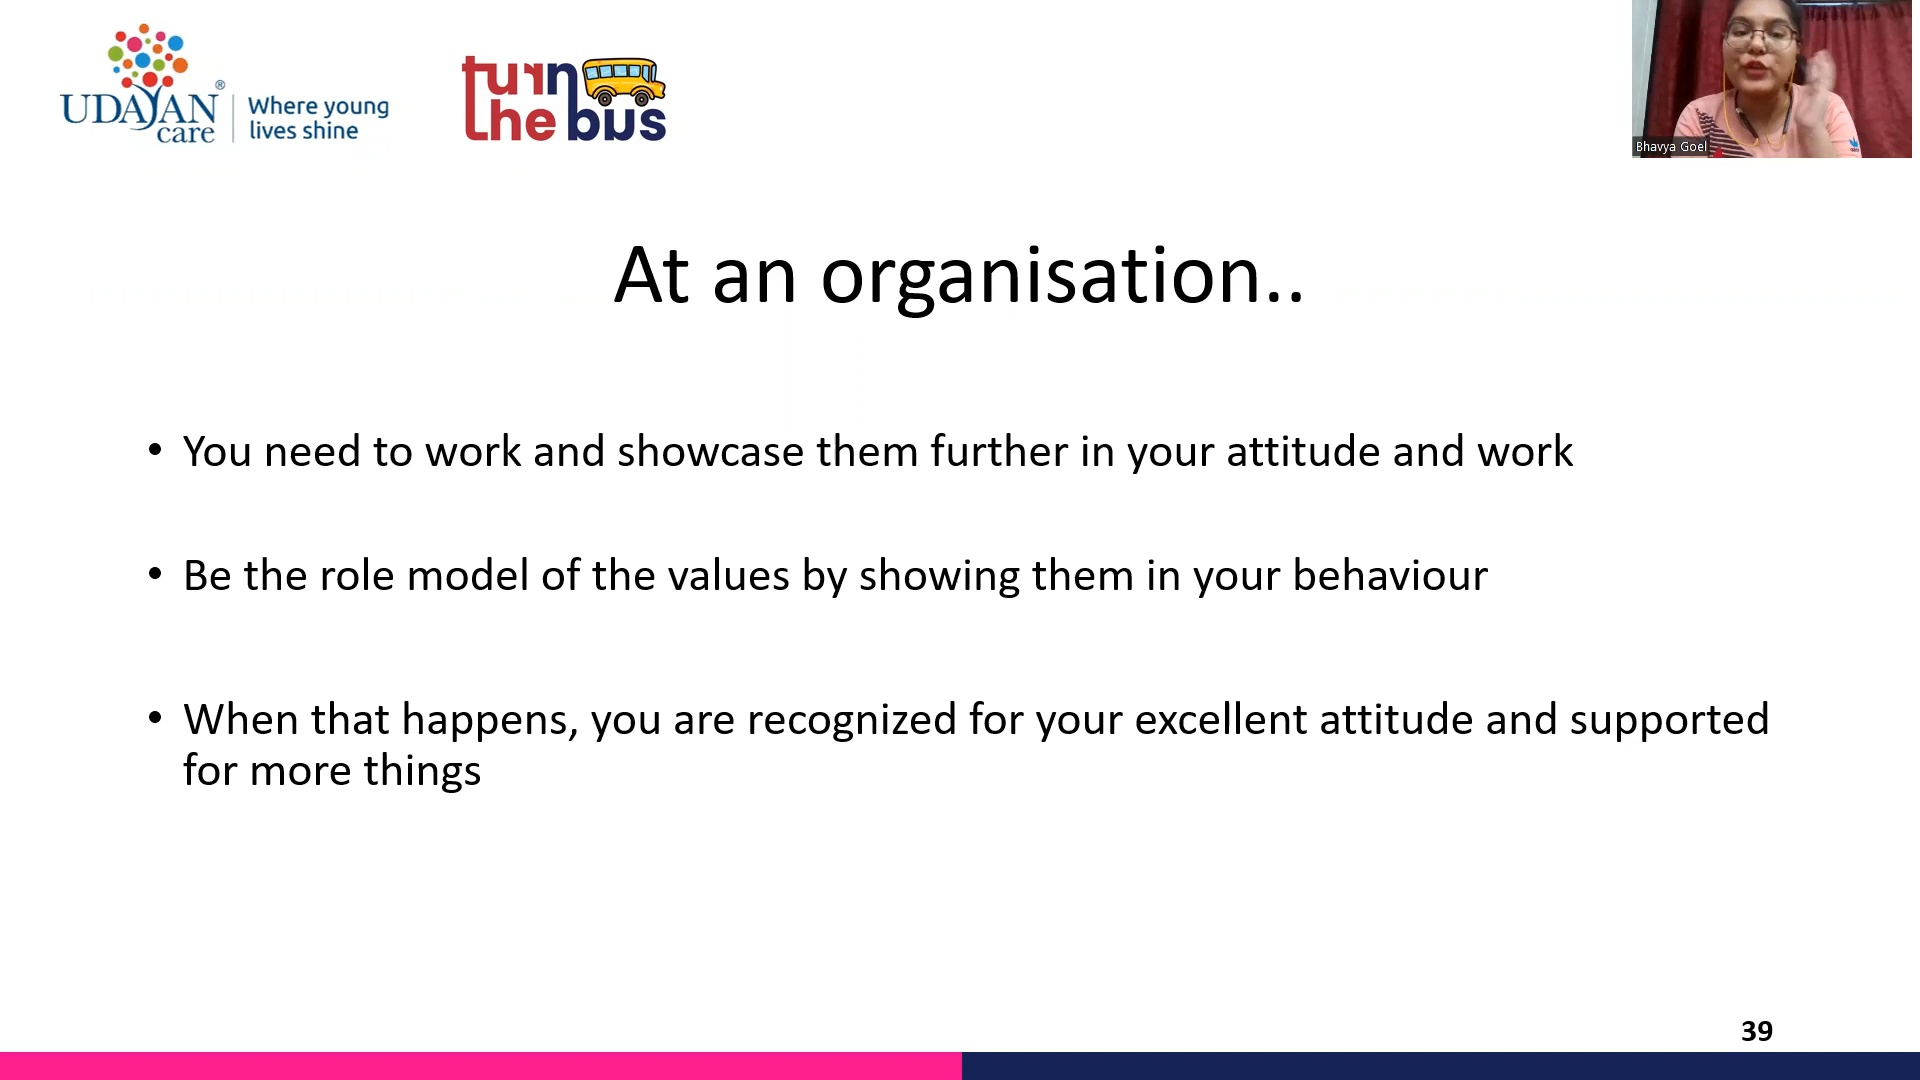 UDAYAN®
care
Where young
lives shine
turn
the bus
Bhavya Goel
At an organisation..
• You need to work and showcase them further in your attitude and work
• Be the role model of the values by showing them in your behaviour
• When that happens, you are recognized for your excellent attitude and supported
for more things
39